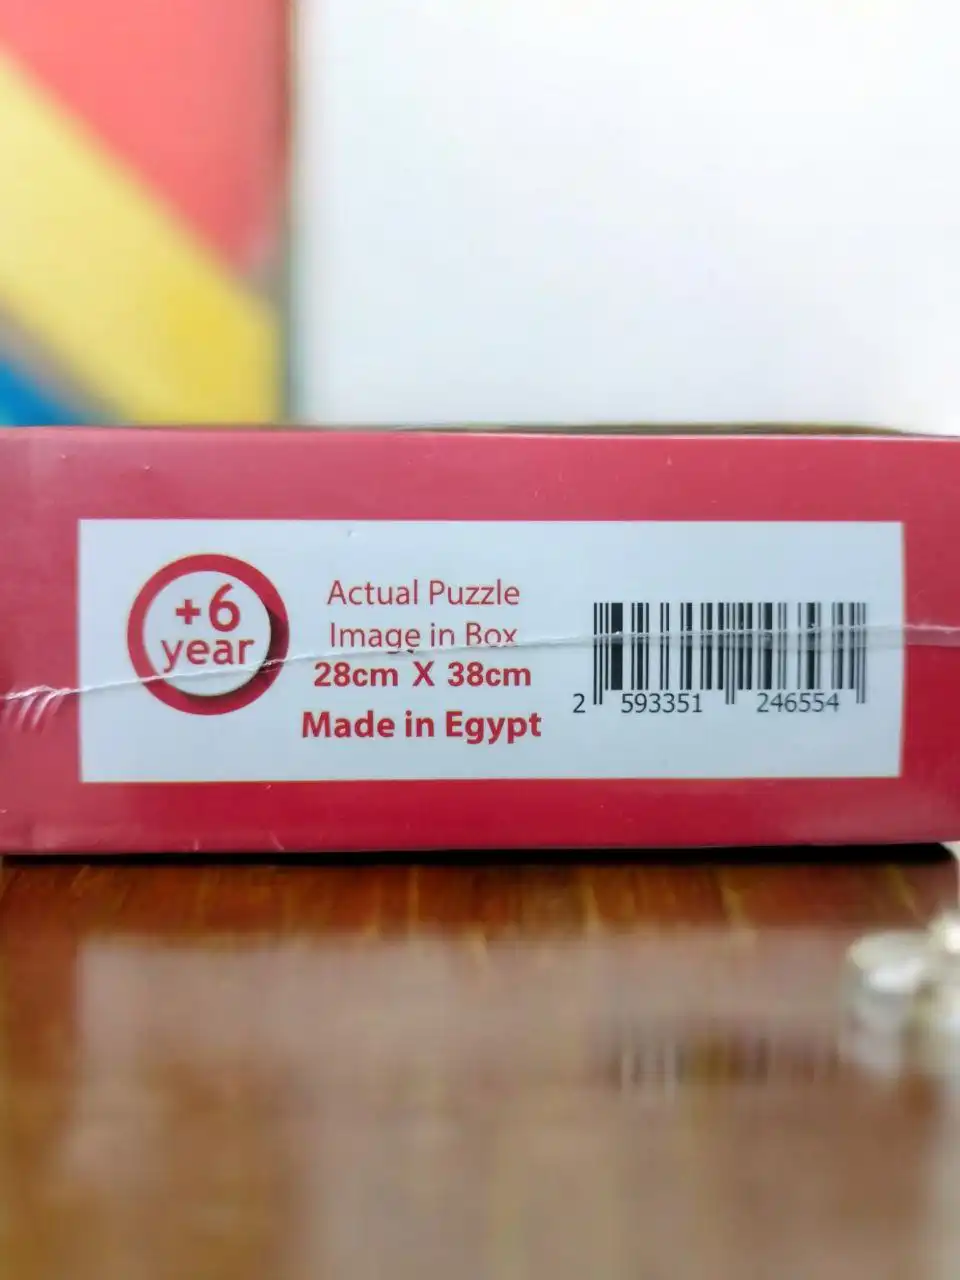 +6
year
Actual Puzzle
Image in Box
28cm X 38cm
Made in Egypt
2 593351 246554